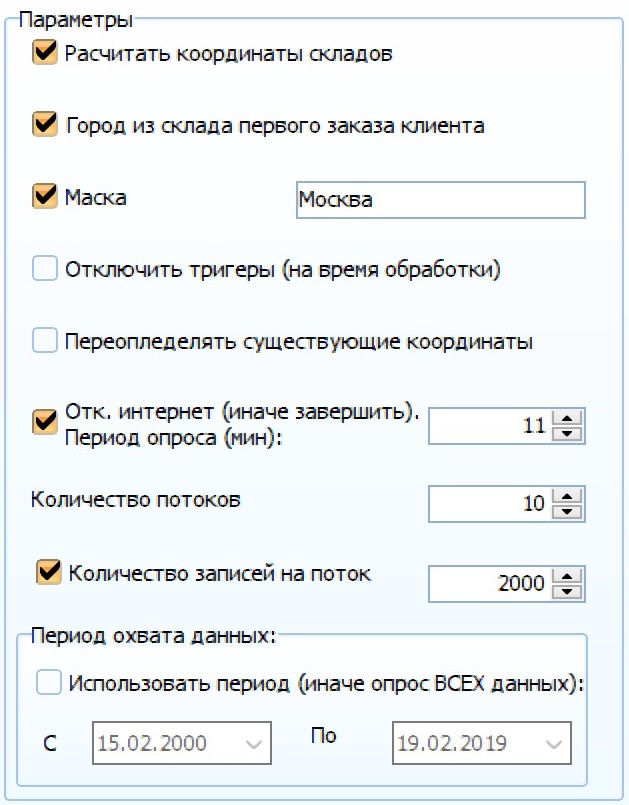 Параметры
Расчитать координаты складов
Город из склада первого заказа клиента
Маска Москва
Отключить тригеры (на время обработки)
Переопледелять существующие координаты
Отк. интернет (иначе завершить).
Период опроса (мин): 11
Количество потоков 10
Количество записей на поток 2000
Период охвата данных:
Использовать период (иначе опрос ВСЕХ данных):
С 15.02.2000 По 19.02.2019